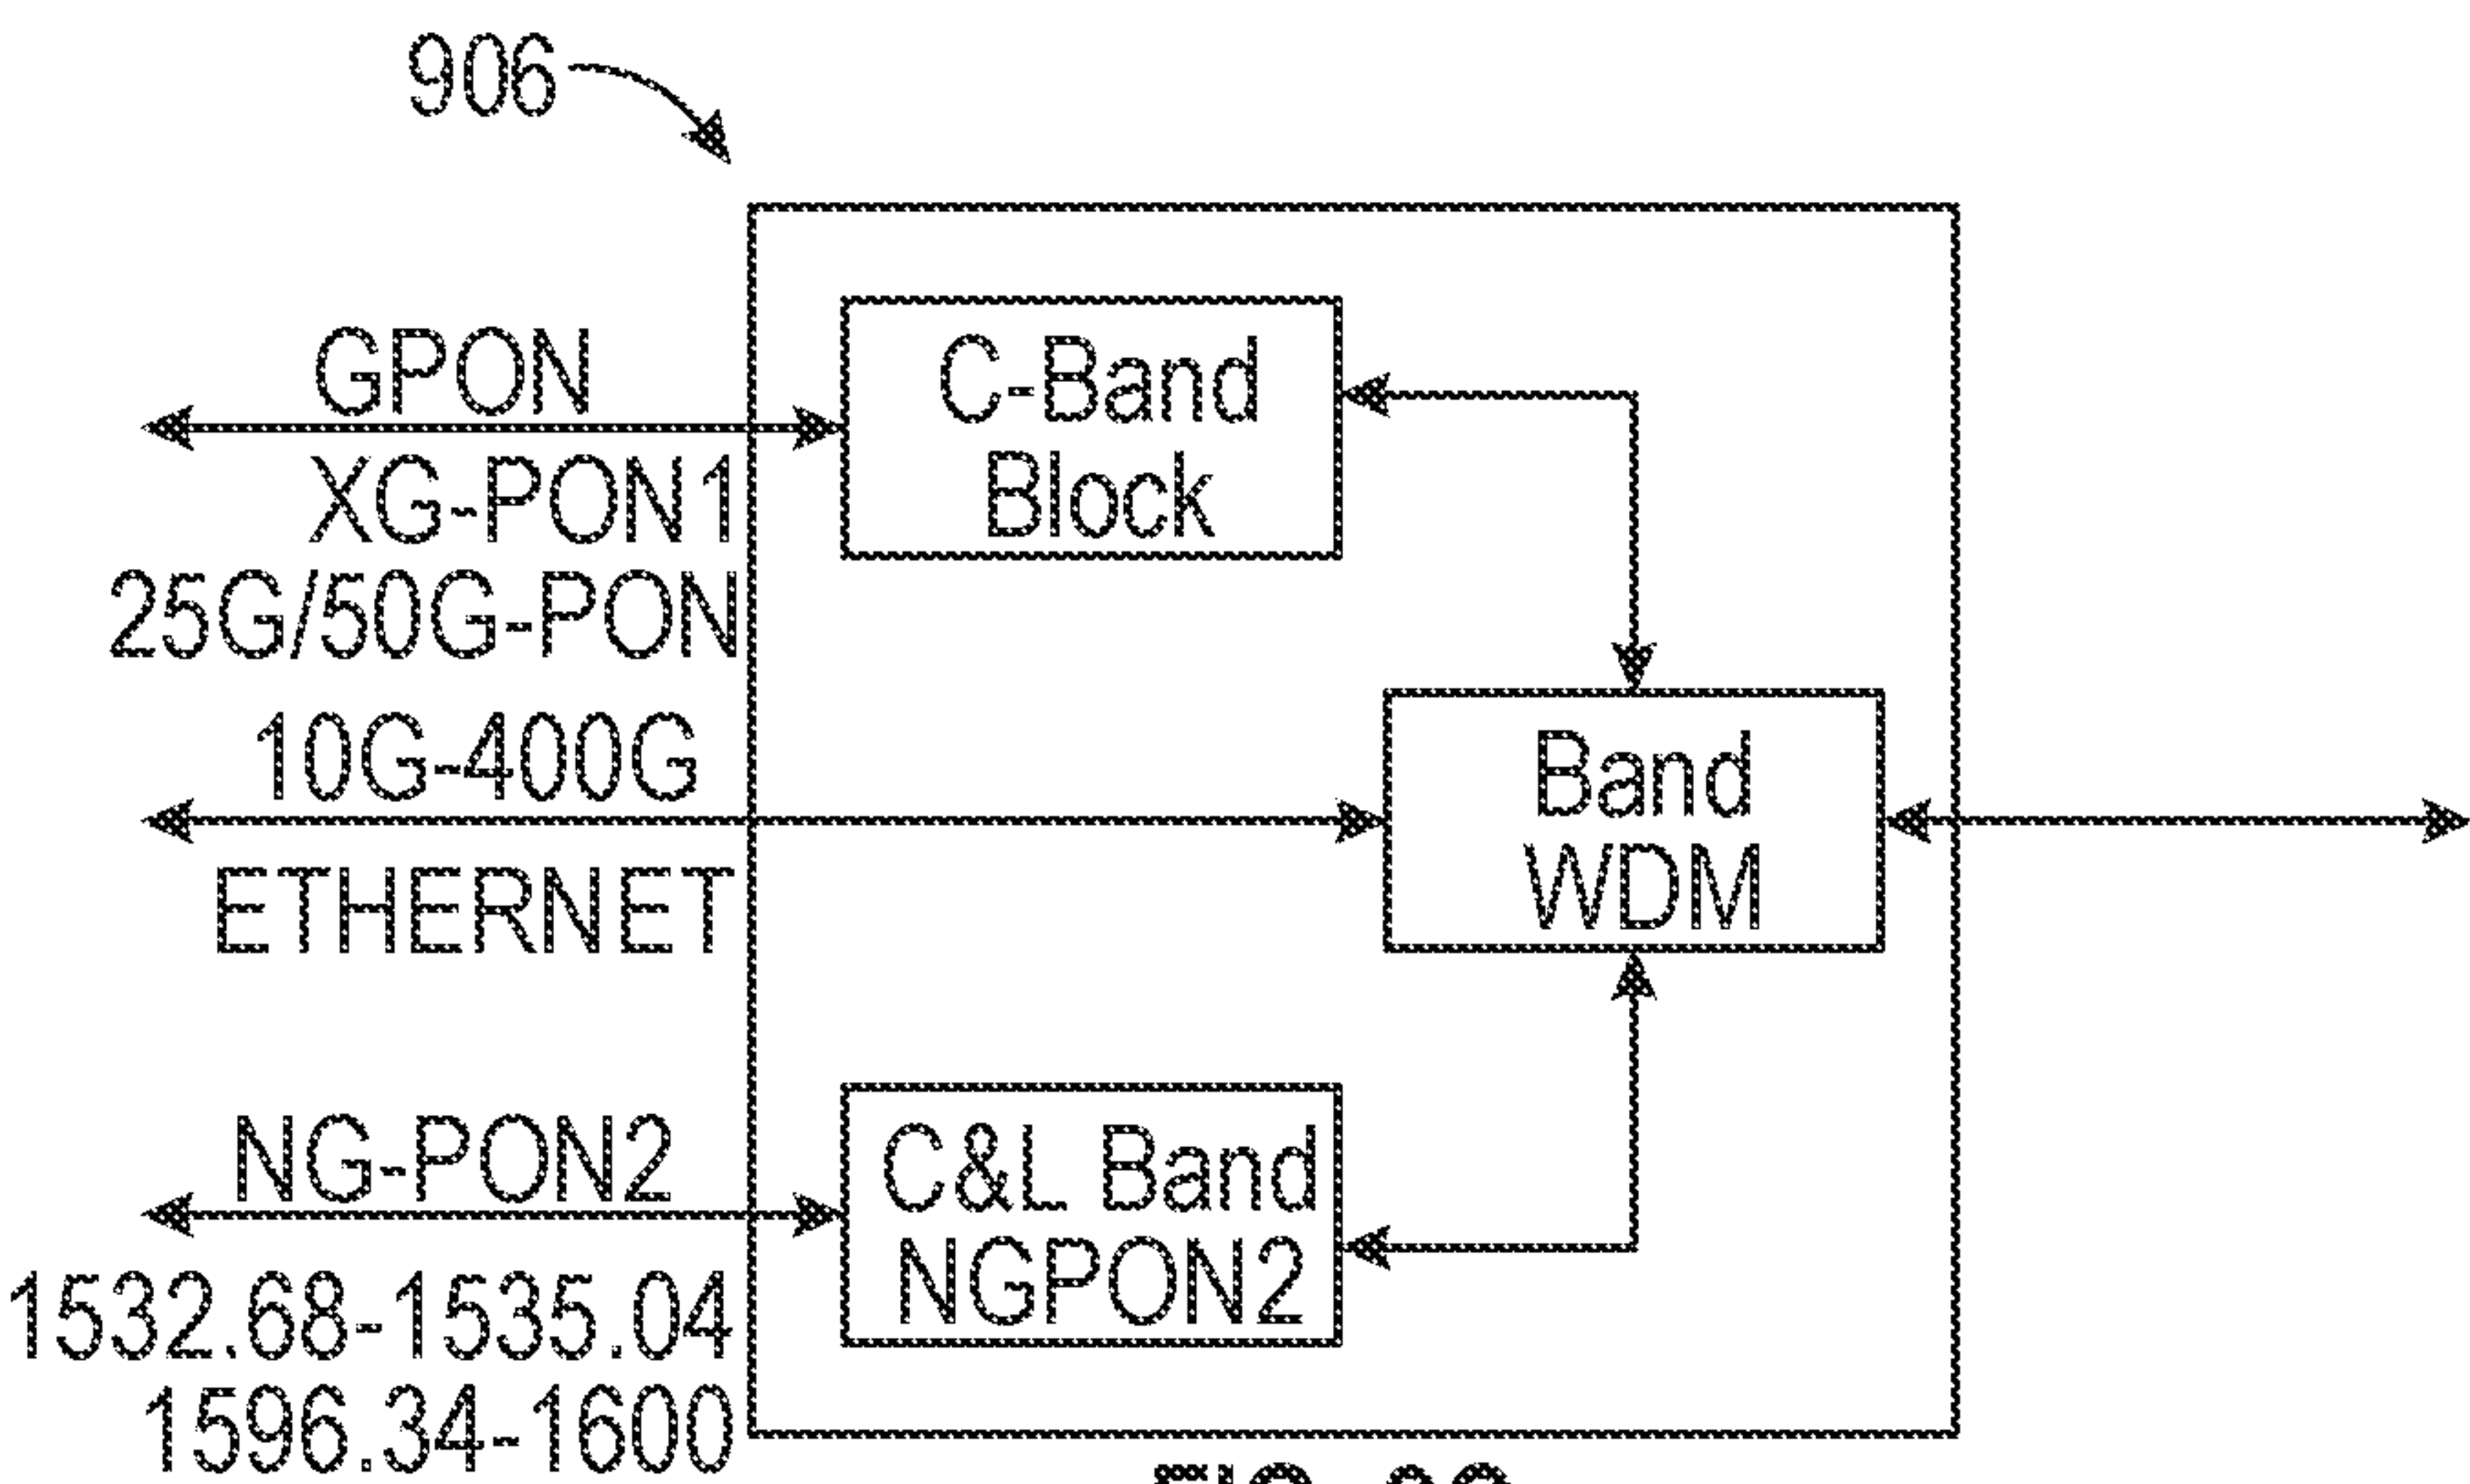 906
GPON
XG-PON1
25G/50G-PON
C-Band
Block
10G-400G
ETHERNET
Band
WDM
NG-PON2
1532.68-1535.04
1596.34-1600
C&L Band
NGPON2